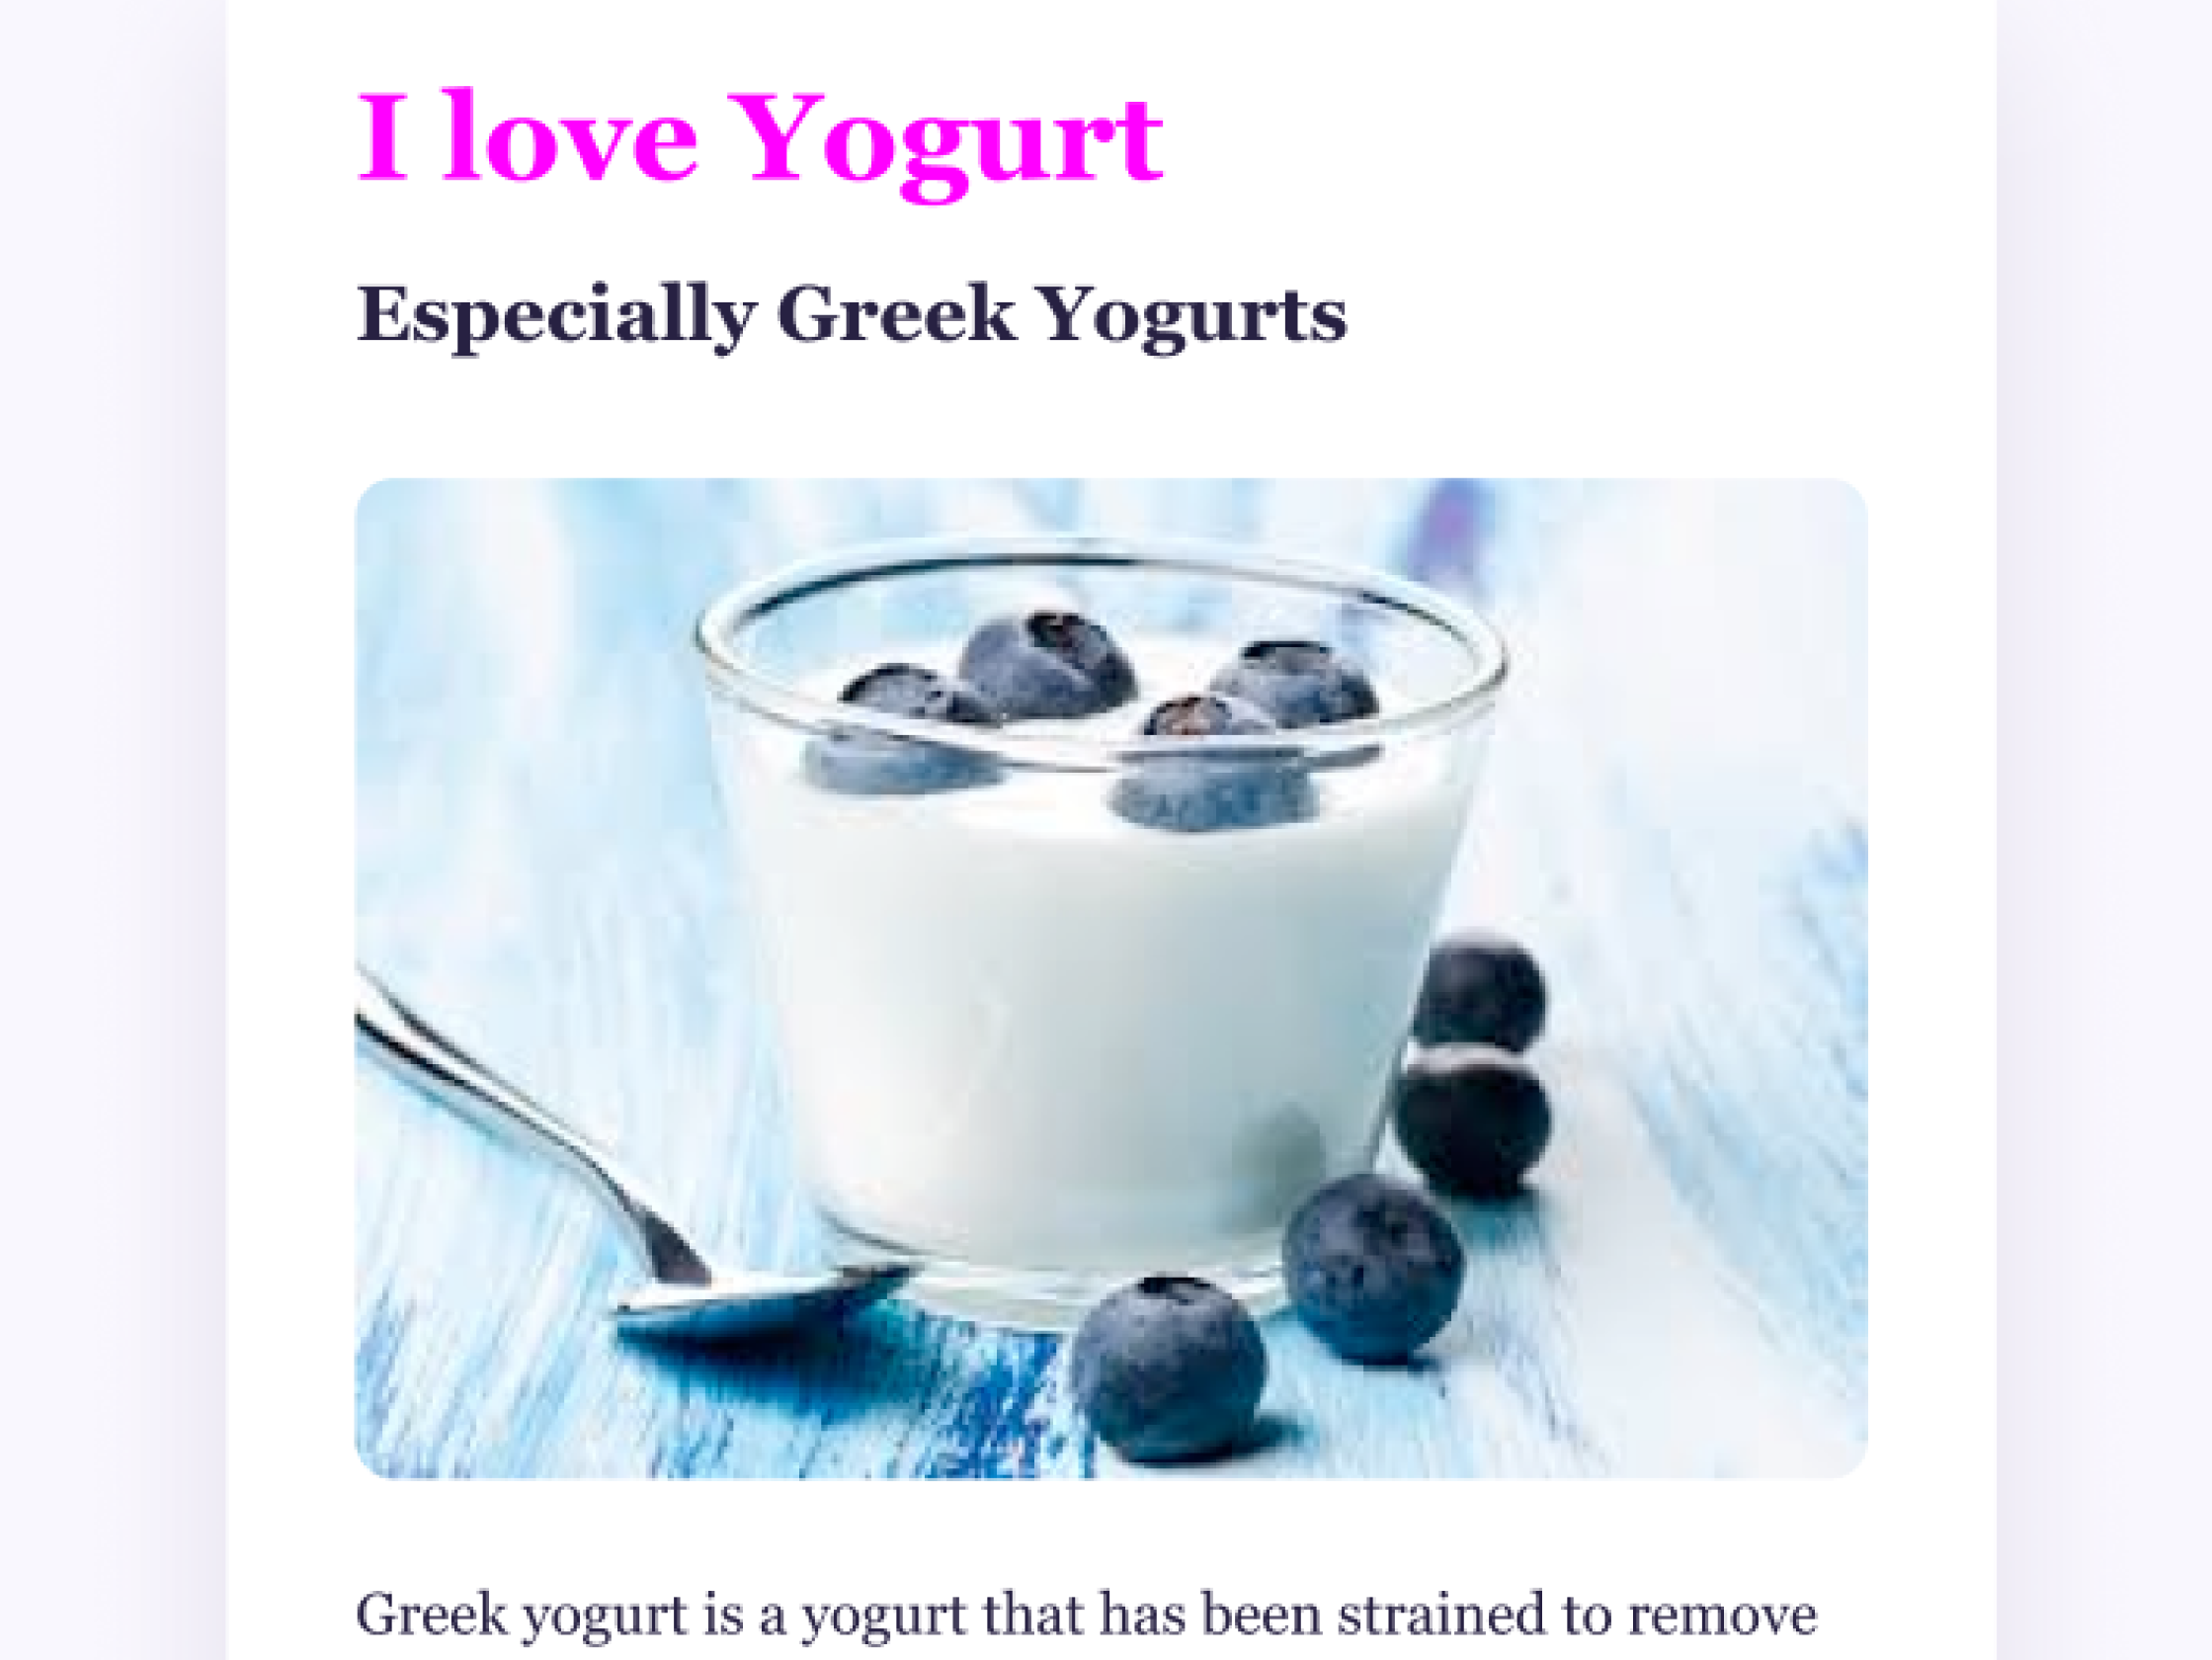 I love Yogurt
Especially Greek Yogurts
Greek yogurt is a yogurt that has been strained to remove